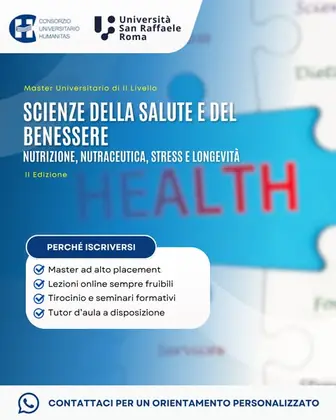 CONSORZIO
UNIVERSITARIO
HUMANITAS
Università
San Raffaele
Roma
Master Universitario di II Livello
SCIENZE DELLA SALUTE E DEL
BENESSERE
NUTRIZIONE, NUTRACEUTICA, STRESS E LONGEVITÀ
II Edizione
HEALTH
PERCHÉ ISCRIVERSI
Master ad alto placement
Lezioni online sempre fruibili
Tirocinio e seminari formativi
Tutor d'aula a disposizione
CONTATTACI PER UN ORIENTAMENTO PERSONALIZZATO